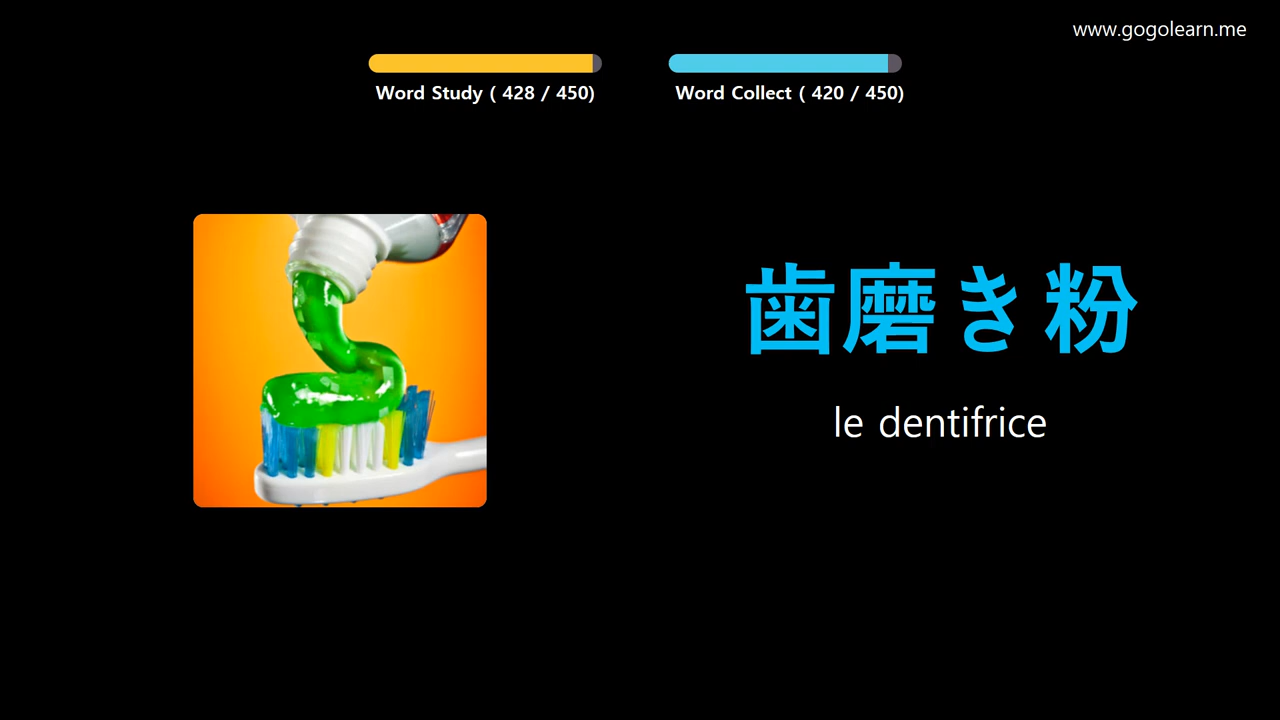 www.gogolearn.me
Word Study ( 428 / 450)
Word Collect ( 420 / 450)
歯磨き粉
le dentifrice